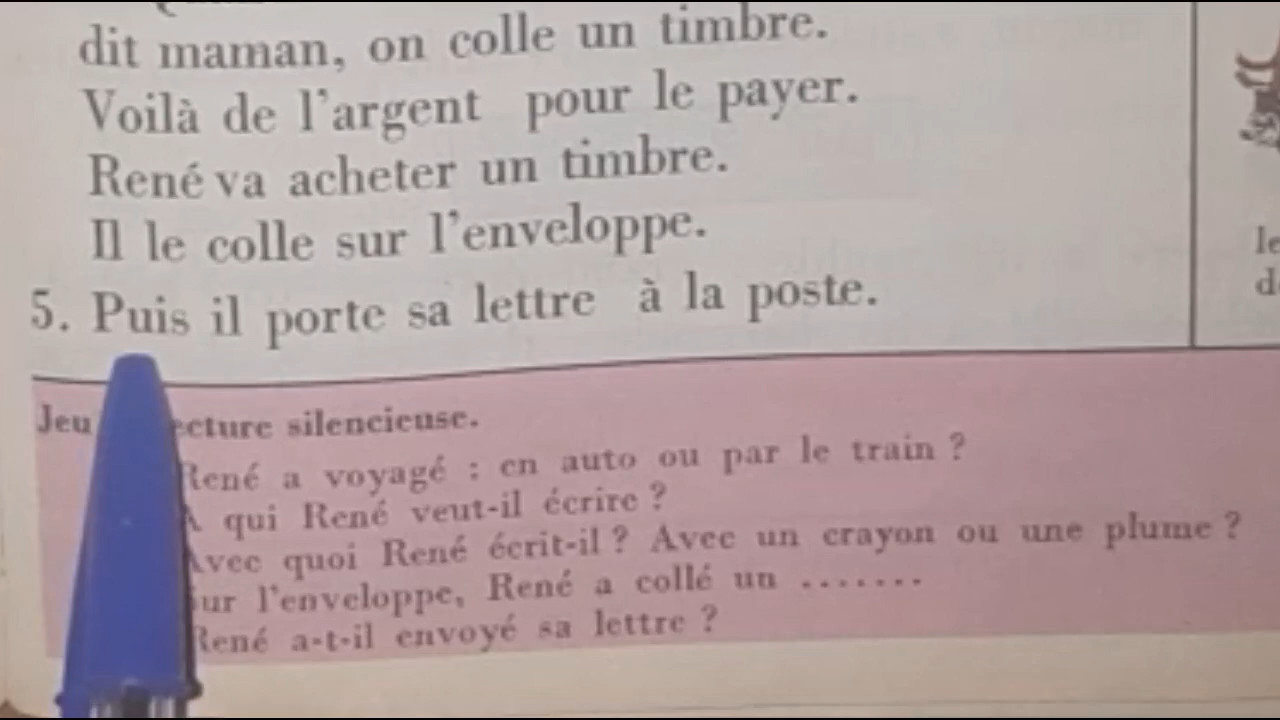 dit maman, on colle un timbre.
Voilà de l'argent pour le payer.
René va acheter un timbre.
Il le colle sur l'enveloppe.
5. Puis il porte sa lettre à la poste.
Jeu ecture silencieuse.
René a voyagé : en auto ou par le train ?
A qui René veut-il écrire ?
Avec quoi René écrit-il ? Avec un crayon ou une plume ?
Sur l'enveloppe, René a collé un .......
René a-t-il envoyé sa lettre ?
le
d